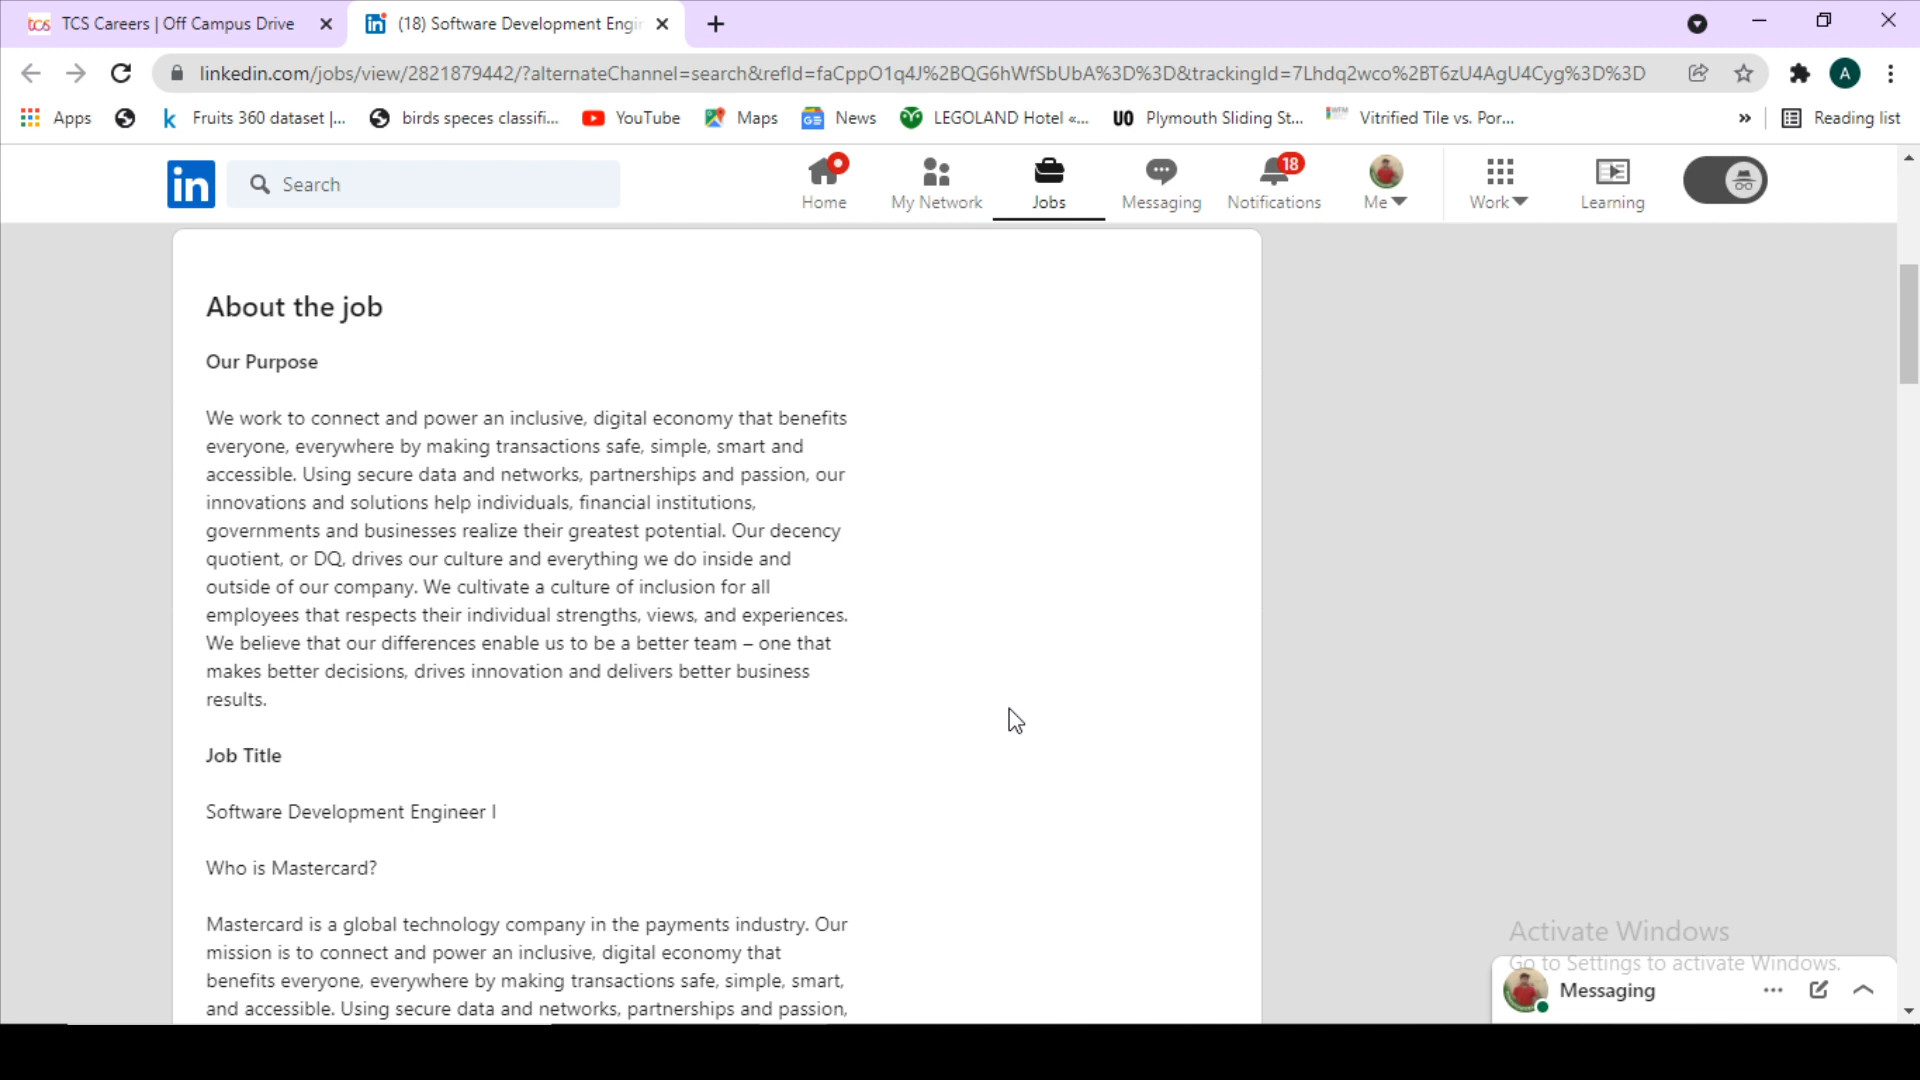 tcs TCS Careers | Off Campus Drive
in (18) Software Development Engi
linkedin.com/jobs/view/2821879442/?alternateChannel=search&refId=faCppO1q4J%2BQG6hWfSbUbA%3D%3D&trackingId=7Lhdq2wco%2BT6zU4AgU4Cyg%3D%3D
A
Apps
k Fruits 360 dataset |...
birds speces classifi...
YouTube
Maps
GE News
LEGOLAND Hotel «...
UO Plymouth Sliding St...
WFM Vitrified Tile vs. Por...
»
Reading list
in
Search
Home
My Network
Jobs
Messaging
18
Notifications
Me
Work
Learning
About the job
Our Purpose
We work to connect and power an inclusive, digital economy that benefits
everyone, everywhere by making transactions safe, simple, smart and
accessible. Using secure data and networks, partnerships and passion, our
innovations and solutions help individuals, financial institutions,
governments and businesses realize their greatest potential. Our decency
quotient, or DQ, drives our culture and everything we do inside and
outside of our company. We cultivate a culture of inclusion for all
employees that respects their individual strengths, views, and experiences.
We believe that our differences enable us to be a better team – one that
makes better decisions, drives innovation and delivers better business
results.
Job Title
Software Development Engineer I
Who is Mastercard?
Mastercard is a global technology company in the payments industry. Our
mission is to connect and power an inclusive, digital economy that
benefits everyone, everywhere by making transactions safe, simple, smart,
and accessible. Using secure data and networks, partnerships and passion,
Activate Windows
Go to Settings to activate Windows.
Messaging